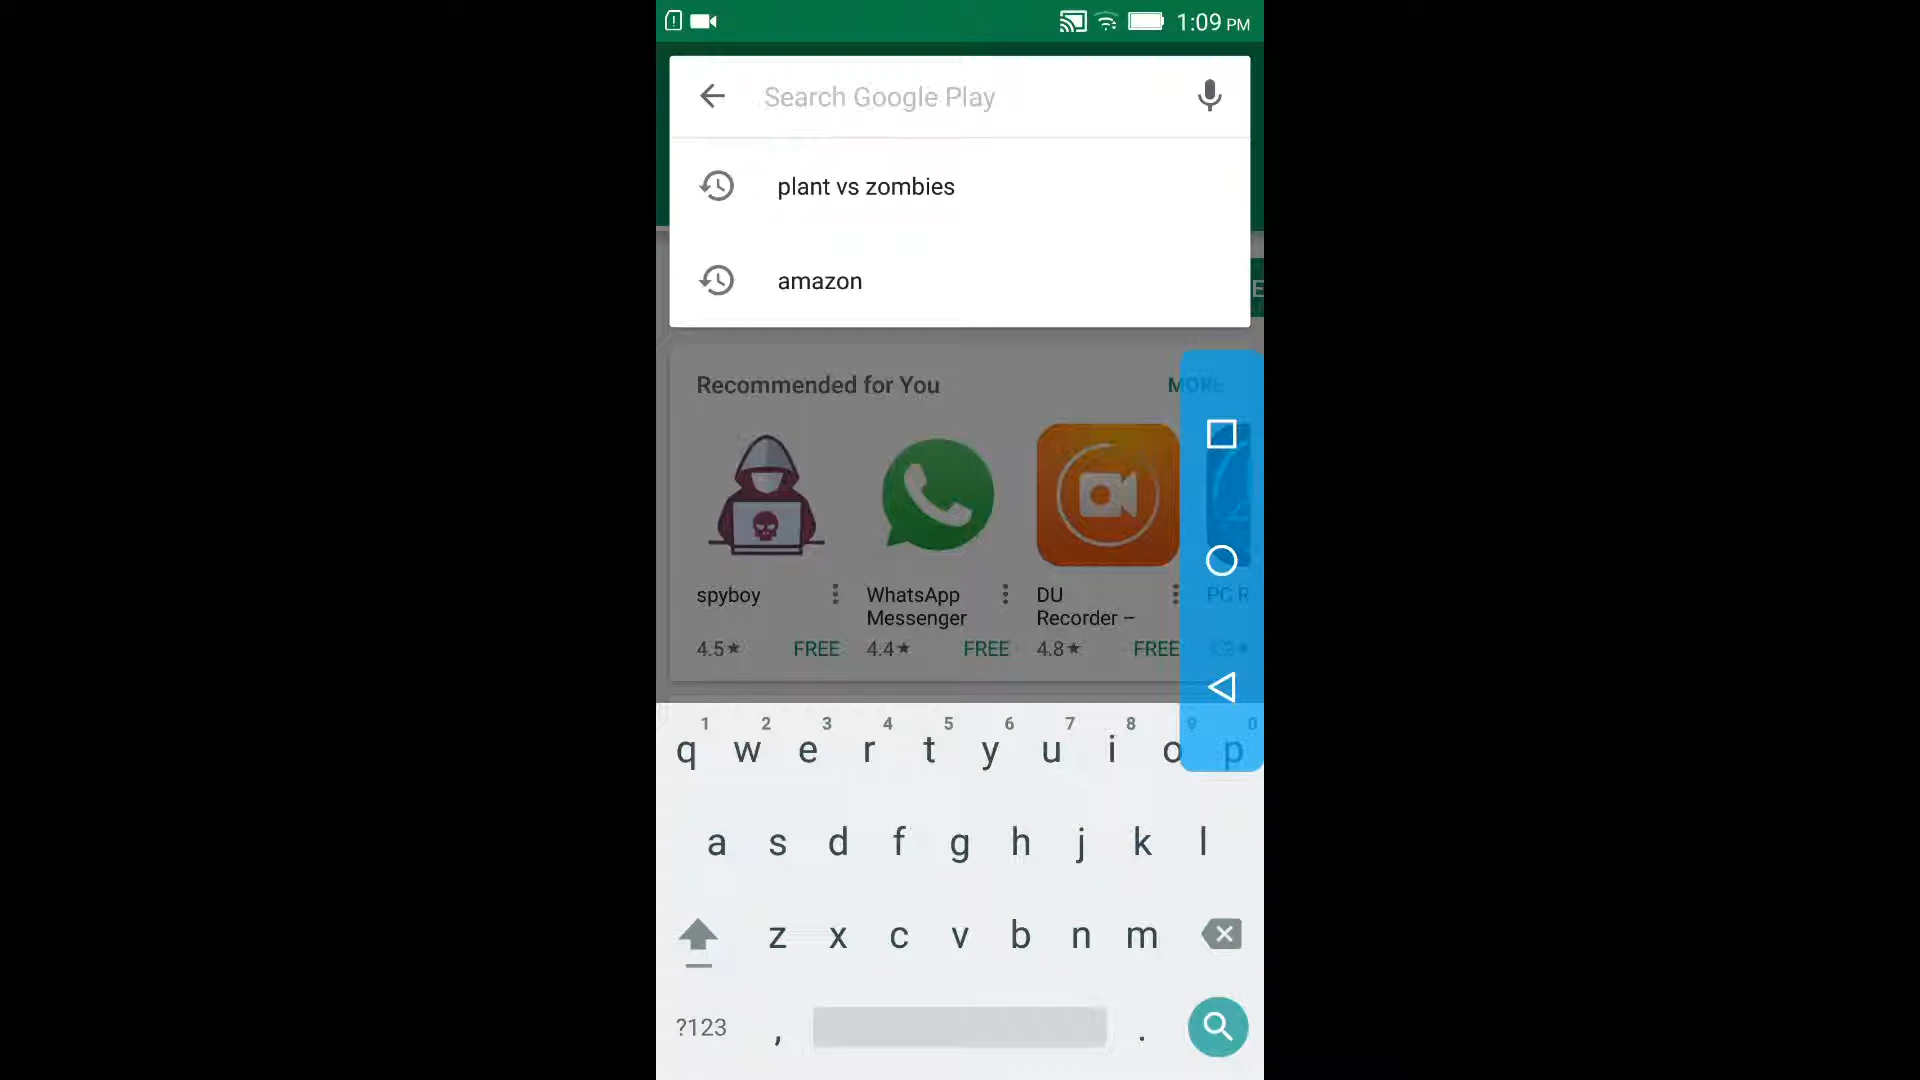 1:09 PM
Search Google Play
plant vs zombies
amazon
E
Recommended for You
MORE
spyboy
WhatsApp
Messenger
DU
Recorder –
PC R
4.5★ FREE
4.4★ FREE
4.8★ FREE
1 2 3 4 5 6 7 8 9 0
q w e r t y u i o p
a s d f g h j k l
z x c v b n m
?123 , .